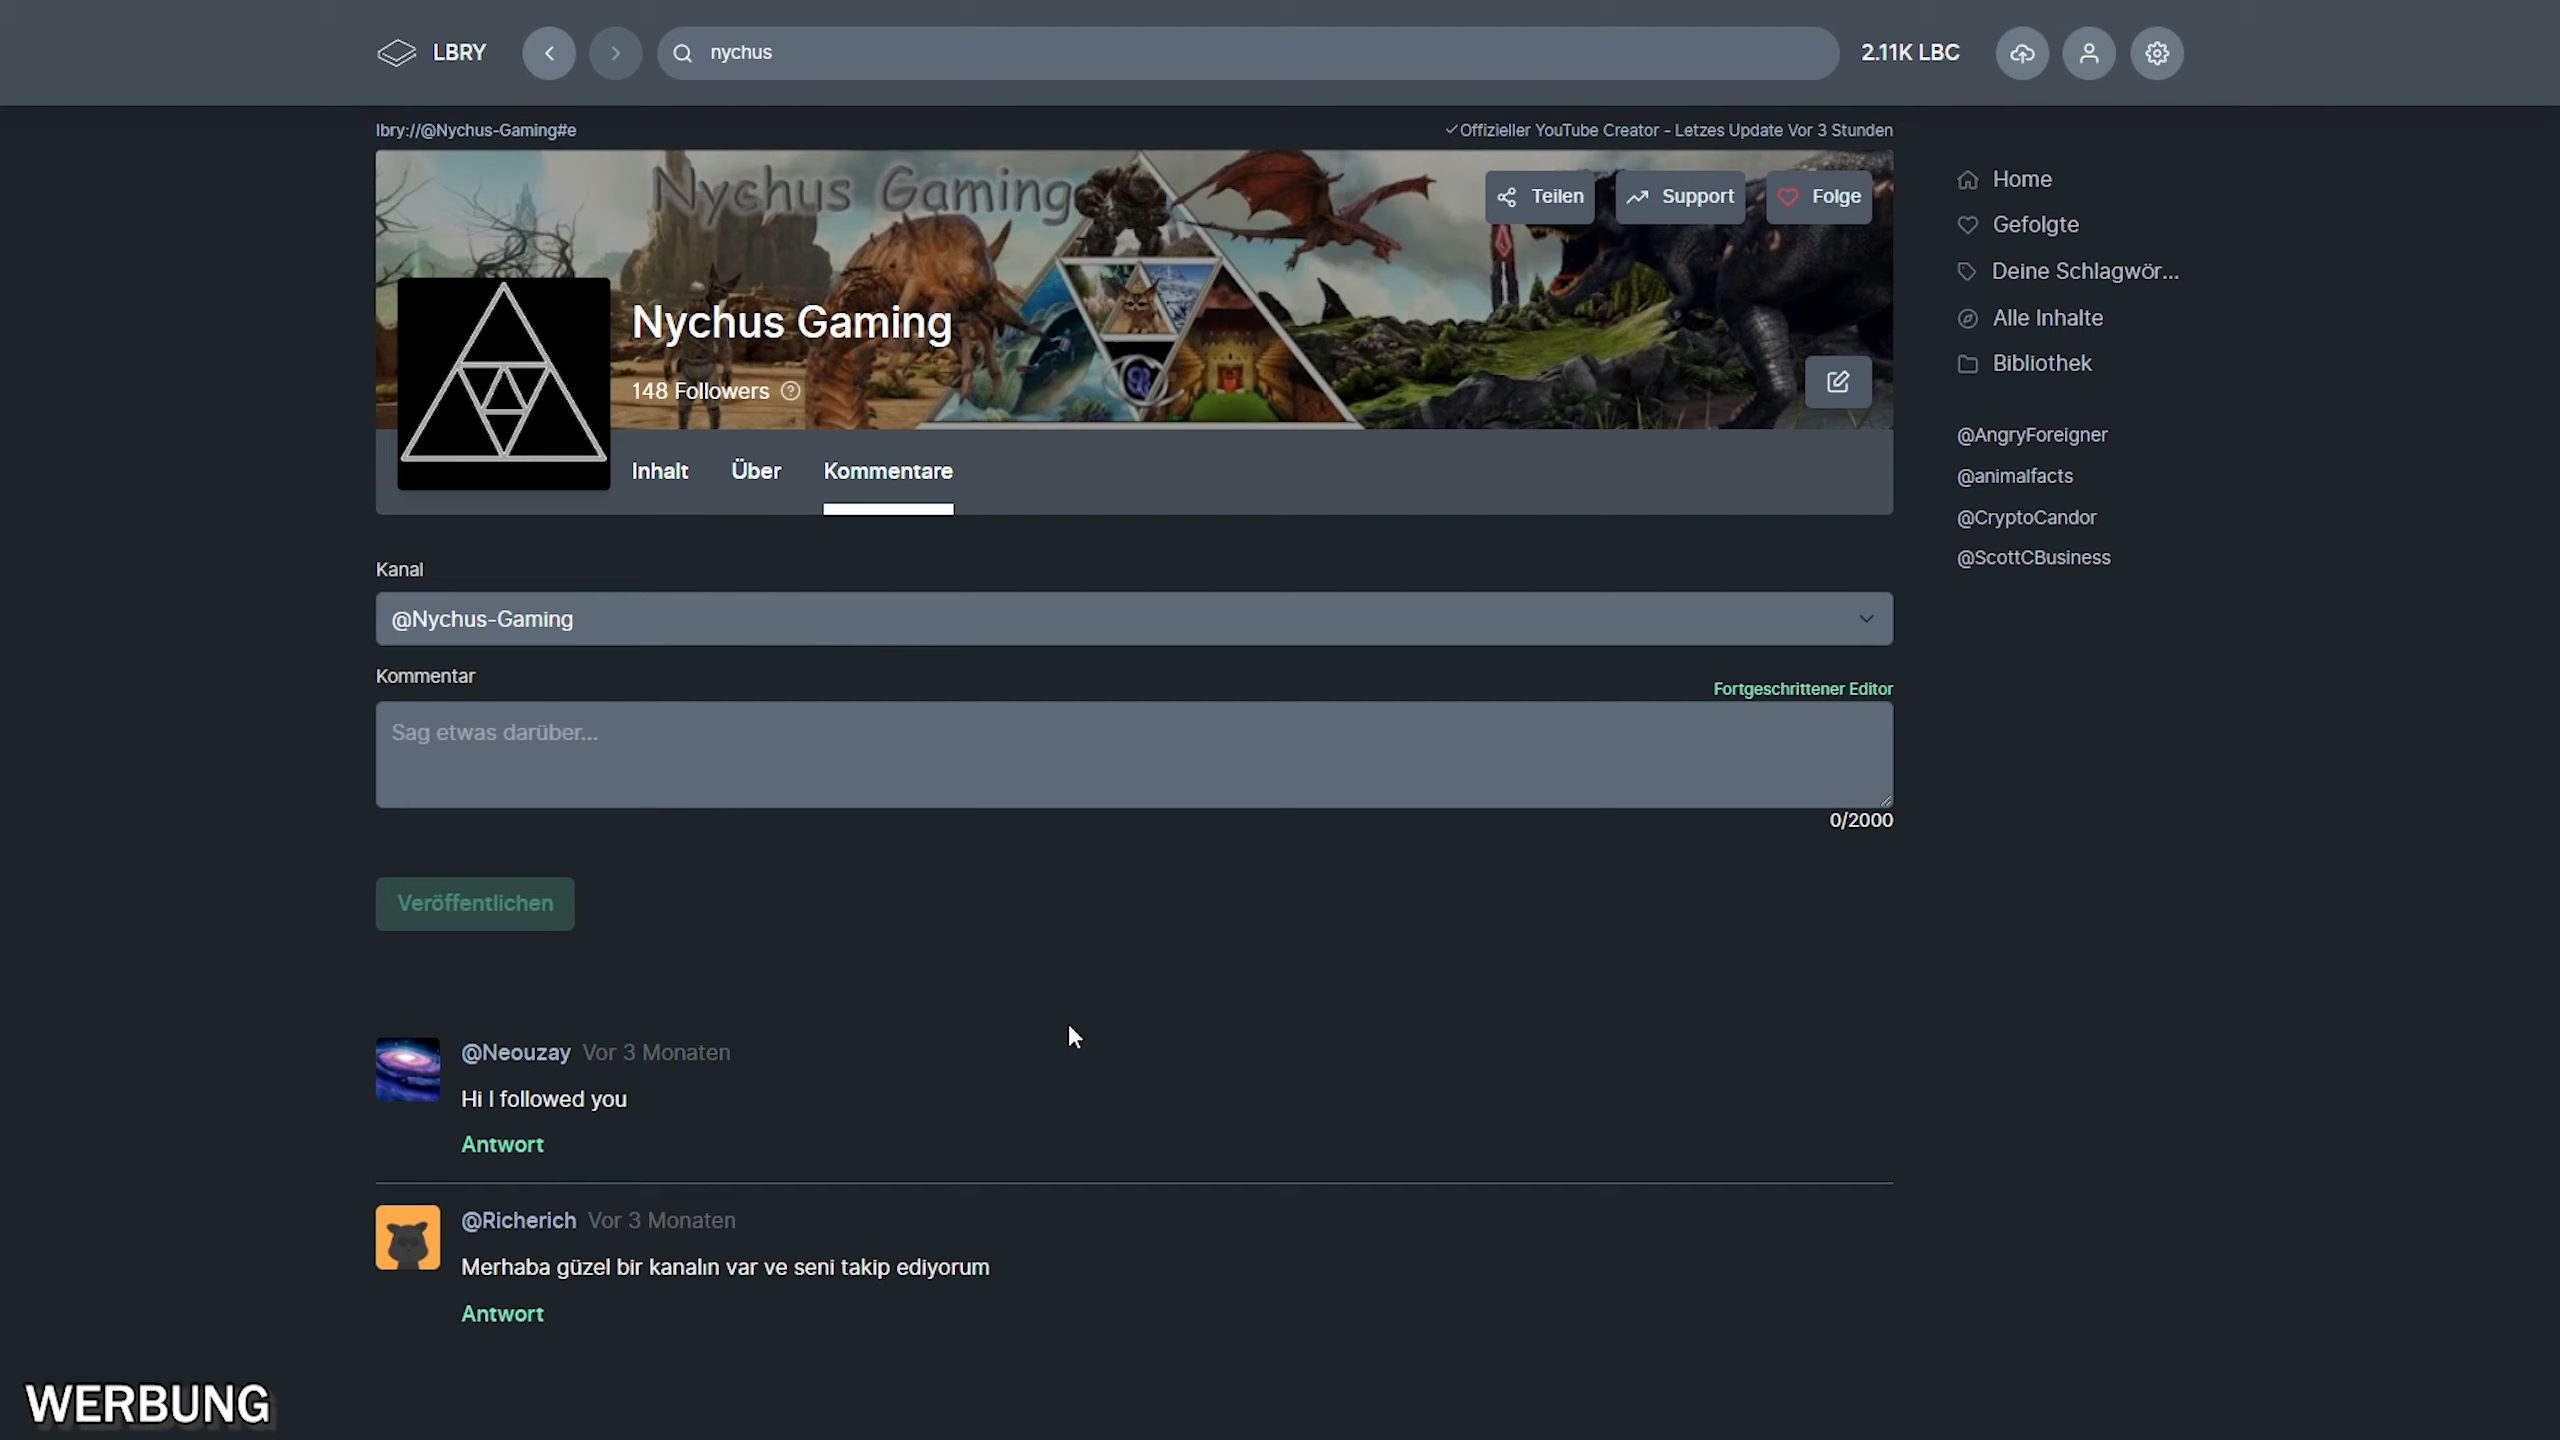 LBRY
nychus
2.11K LBC
lbry://@Nychus-Gaming#e
Offizieller YouTube Creator - Letzes Update Vor 3 Stunden
Nychus Gaming
Teilen
Support
Folge
Nychus Gaming
148 Followers
Inhalt
Über
Kommentare
Home
Gefolgte
Deine Schlagwör...
Alle Inhalte
Bibliothek
@AngryForeigner
@animalfacts
@CryptoCandor
@ScottCBusiness
Kanal
@Nychus-Gaming
Kommentar
Fortgeschrittener Editor
Sag etwas darüber...
0/2000
Veröffentlichen
@Neouzay Vor 3 Monaten
Hi I followed you
Antwort
@Richerich Vor 3 Monaten
Merhaba güzel bir kanalın var ve seni takip ediyorum
Antwort
WERBUNG